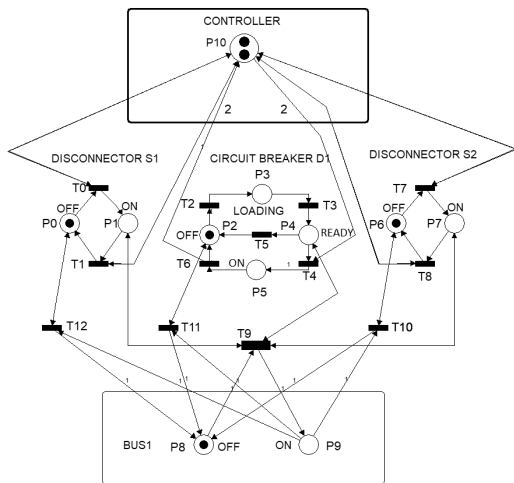 CONTROLLER
P10
2 2
1
DISCONNECTOR S1
CIRCUIT BREAKER D1
DISCONNECTOR S2
P3
T0
T7
OFF
ON
T2
LOADING
T3
OFF
ON
P0
P1
OFF
P2
P4
READY
P6
P7
T5
T1
T6
ON
1
T4
T8
P5
T12
T11
T9
T10
1 1 1 1 1
BUS1
P8
OFF
ON
P9